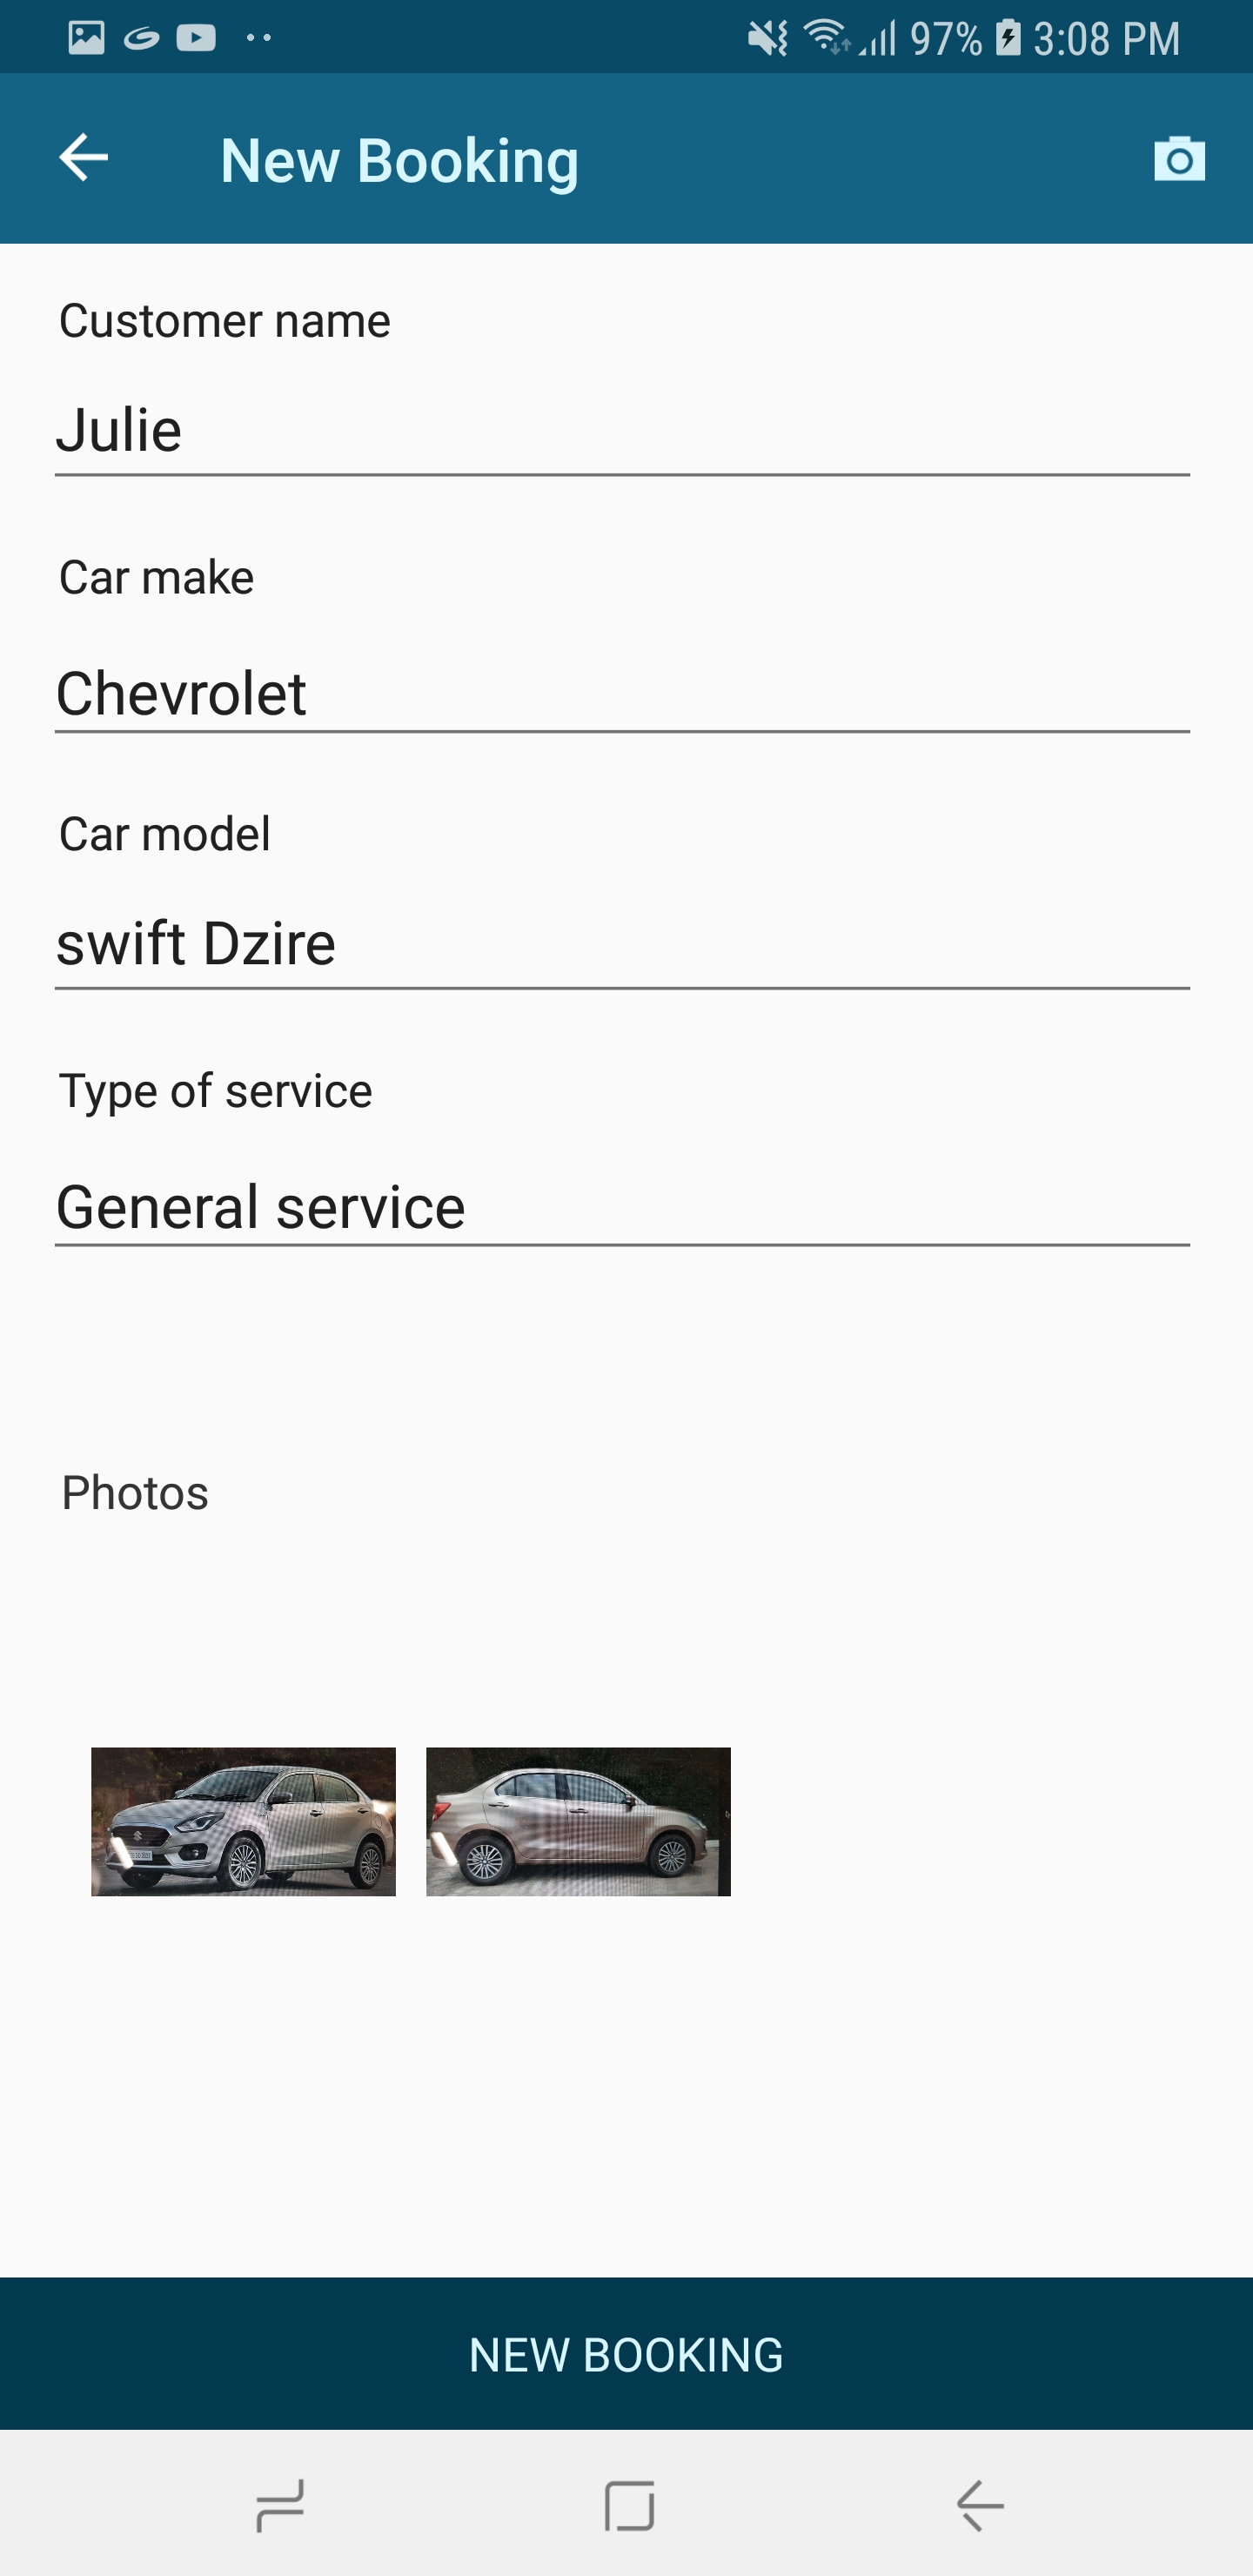 97% 3:08 PM
New Booking
Customer name
Julie
Car make
Chevrolet
Car model
swift Dzire
Type of service
General service
Photos
NEW BOOKING